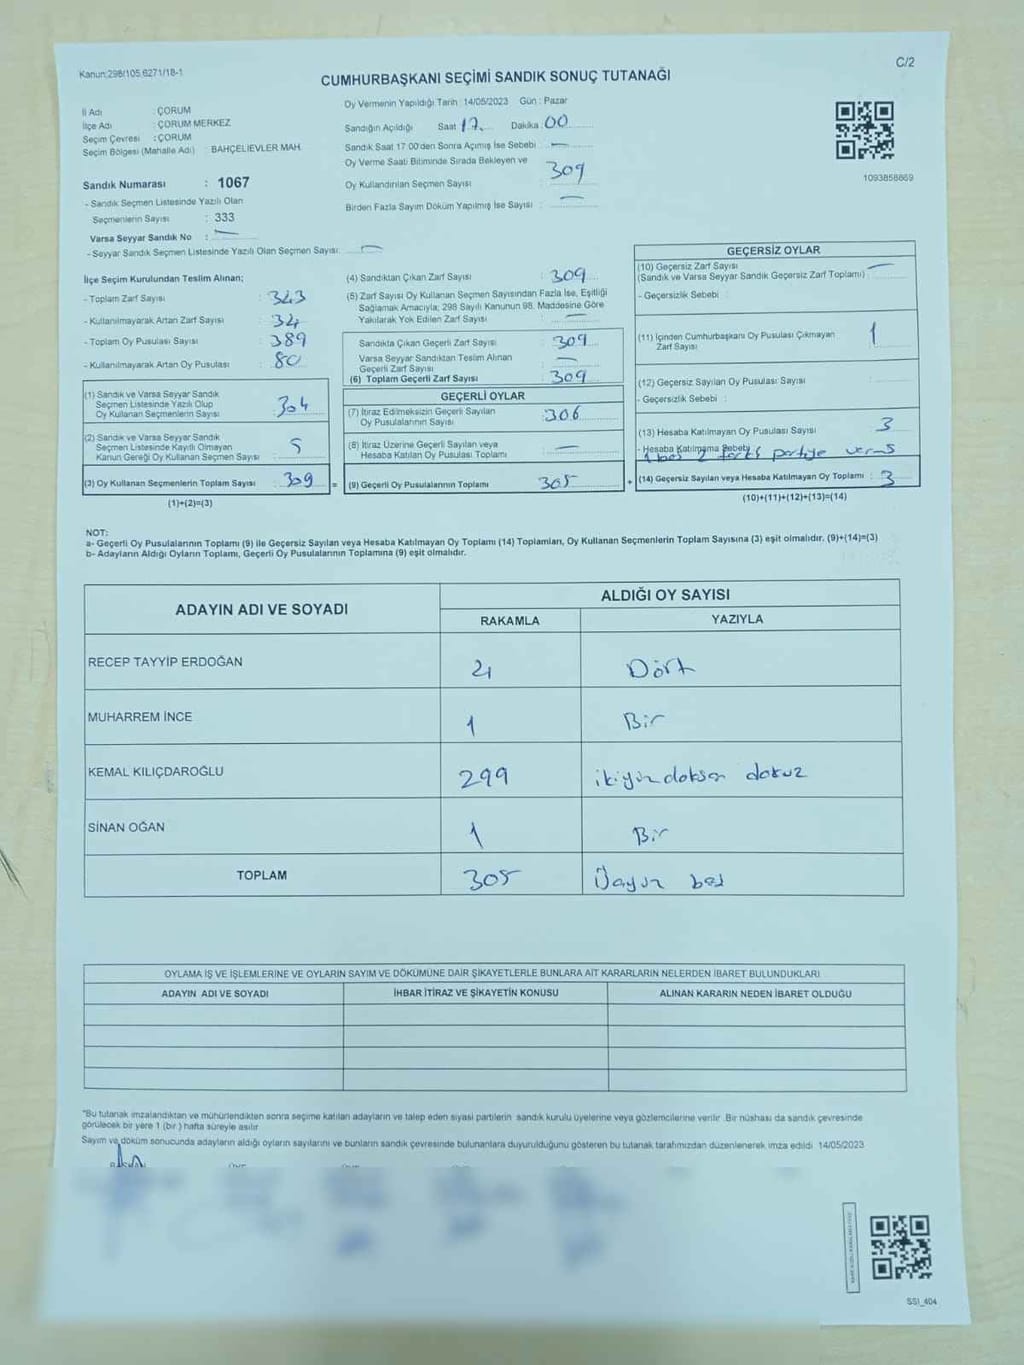 Kanun:298/105,6271/18-1
C/2
CUMHURBAŞKANI SEÇİMİ SANDIK SONUÇ TUTANAĞI
İl Adı : ÇORUM
İlçe Adı : ÇORUM MERKEZ
Seçim Çevresi : ÇORUM
Seçim Bölgesi (Mahalle Adı) : BAHÇELİEVLER MAH.
Sandık Numarası : 1067
- Sandık Seçmen Listesinde Yazılı Olan
Seçmenlerin Sayısı : 333
Varsa Seyyar Sandık No : —
- Seyyar Sandık Seçmen Listesinde Yazılı Olan Seçmen Sayısı: —
Oy Vermenin Yapıldığı Tarih : 14/05/2023 Gün : Pazar
Sandığın Açıldığı Saat 17 Dakika : 00
Sandık Saat 17:00'den Sonra Açımış İse Sebebi : —
Oy Verme Saati Bitiminde Sırada Bekleyen ve
Oy Kullandırılan Seçmen Sayısı : 309
Birden Fazla Sayım Döküm Yapılmış İse Sayısı : —
1093858869
İlçe Seçim Kurulundan Teslim Alınan;
- Toplam Zarf Sayısı : 343
- Kullanılmayarak Artan Zarf Sayısı : 34
- Toplam Oy Pusulası Sayısı : 389
- Kullanılmayarak Artan Oy Pusulası : 80
(1) Sandık ve Varsa Seyyar Sandık
Seçmen Listesinde Yazılı Olup
Oy Kullanan Seçmenlerin Sayısı : 304
(2) Sandık ve Varsa Seyyar Sandık
Seçmen Listesinde Kayıtlı Olmayan
Kanun Gereği Oy Kullanan Seçmen Sayısı : 5
(3) Oy Kullanan Seçmenlerin Toplam Sayısı : 309
(1)+(2)=(3)
(4) Sandıktan Çıkan Zarf Sayısı : 309
(5) Zarf Sayısı Oy Kullanan Seçmen Sayısından Fazla İse, Eşitliği
Sağlamak Amacıyla; 298 Sayılı Kanunun 98. Maddesine Göre
Yakılarak Yok Edilen Zarf Sayısı : —
Sandıkta Çıkan Geçerli Zarf Sayısı : 309
Varsa Seyyar Sandıktan Teslim Alınan
Geçerli Zarf Sayısı : —
(6) Toplam Geçerli Zarf Sayısı : 309
GEÇERLİ OYLAR
(7) İtiraz Edilmeksizin Geçerli Sayılan
Oy Pusulalarının Sayısı : 306
(8) İtiraz Üzerine Geçerli Sayılan veya
Hesaba Katılan Oy Pusulası Toplamı : —
= (9) Geçerli Oy Pusulalarının Toplamı : 305
GEÇERSİZ OYLAR
(10) Geçersiz Zarf Sayısı : —
(Sandık ve Varsa Seyyar Sandık Geçersiz Zarf Toplamı)
- Geçersizlik Sebebi :
(11) İçinden Cumhurbaşkanı Oy Pusulası Çıkmayan
Zarf Sayısı : 1
(12) Geçersiz Sayılan Oy Pusulası Sayısı :
- Geçersizlik Sebebi :
(13) Hesaba Katılmayan Oy Pusulası Sayısı : 3
- Hesaba Katılmama Sebebi : 1 boş 2 partiye
+ (14) Geçersiz Sayılan veya Hesaba Katılmayan Oy Toplamı : 3
(10)+(11)+(12)+(13)=(14)
NOT:
a- Geçerli Oy Pusulalarının Toplamı (9) ile Geçersiz Sayılan veya Hesaba Katılmayan Oy Toplamı (14) Toplamları, Oy Kullanan Seçmenlerin Toplam Sayısına (3) eşit olmalıdır. (9)+(14)=(3)
b- Adayların Aldığı Oyların Toplamı, Geçerli Oy Pusulalarının Toplamına (9) eşit olmalıdır.
ADAYIN ADI VE SOYADI ALDIĞI OY SAYISI
RAKAMLA YAZIYLA
RECEP TAYYİP ERDOĞAN 4 Dört
MUHARREM İNCE 1 Bir
KEMAL KILIÇDAROĞLU 299 ikiyüzdoksan dokuz
SİNAN OĞAN 1 Bir
TOPLAM 305 Üçyüz beş
OYLAMA İŞ VE İŞLEMLERİNE VE OYLARIN SAYIM VE DÖKÜMÜNE DAİR ŞİKAYETLERLE BUNLARA AİT KARARLARIN NELERDEN İBARET BULUNDUKLARI
ADAYIN ADI VE SOYADI İHBAR İTİRAZ VE ŞİKAYETİN KONUSU ALINAN KARARIN NEDEN İBARET OLDUĞU
"Bu tutanak imzalandıktan ve mühürlendikten sonra seçime katılan adayların ve talep eden siyasi partilerin sandık kurulu üyelerine veya gözlemcilerine verilir. Bir nüshası da sandık çevresinde
görülecek bir yere 1 (bir) hafta süreyle asılır
Sayım ve döküm sonucunda adayların aldığı oyların sayılarını ve bunların sandık çevresinde bulunanlara duyurulduğunu gösteren bu tutanak tarafımızdan düzenlenerek imza edildi 14/05/2023
SSI_404